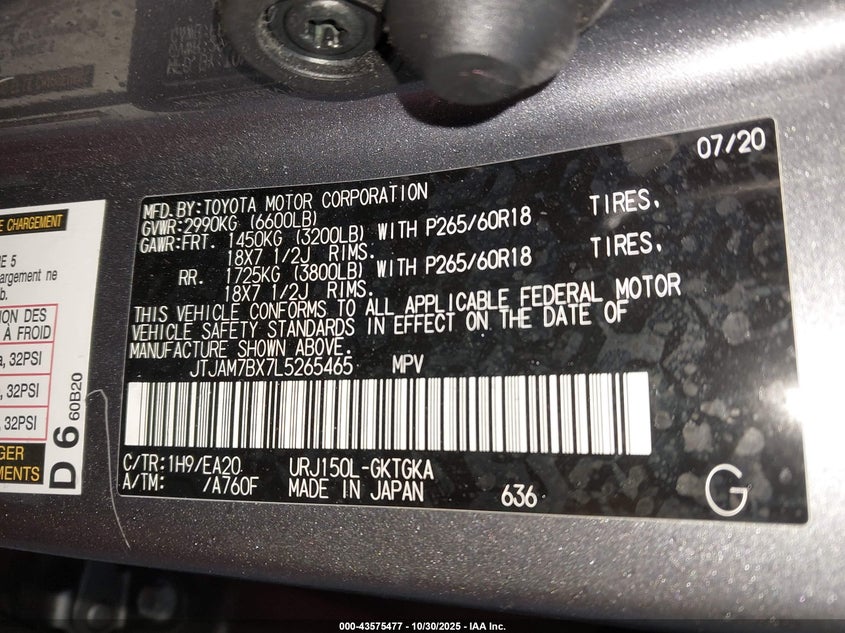 07/20
MFD. BY: TOYOTA MOTOR CORPORATION
GVWR: 2990KG (6600LB)
GAWR: FRT. 1450KG (3200LB) WITH P265/60R18 TIRES,
18X7 1/2J RIMS.
RR. 1725KG (3800LB) WITH P265/60R18 TIRES,
18X7 1/2J RIMS.
THIS VEHICLE CONFORMS TO ALL APPLICABLE FEDERAL MOTOR
VEHICLE SAFETY STANDARDS IN EFFECT ON THE DATE OF
MANUFACTURE SHOWN ABOVE.
JTJAM7BX7L5265465 MPV
C/TR: 1H9/EA20 URJ150L-GKTGKA
A/TM: /A760F MADE IN JAPAN 636
G
CHARGEMENT
5
ne
DES
À FROID
32PSI
32PSI
32PSI
D 6 60B20
000-43575477 - 10/30/2025 - IAA Inc.